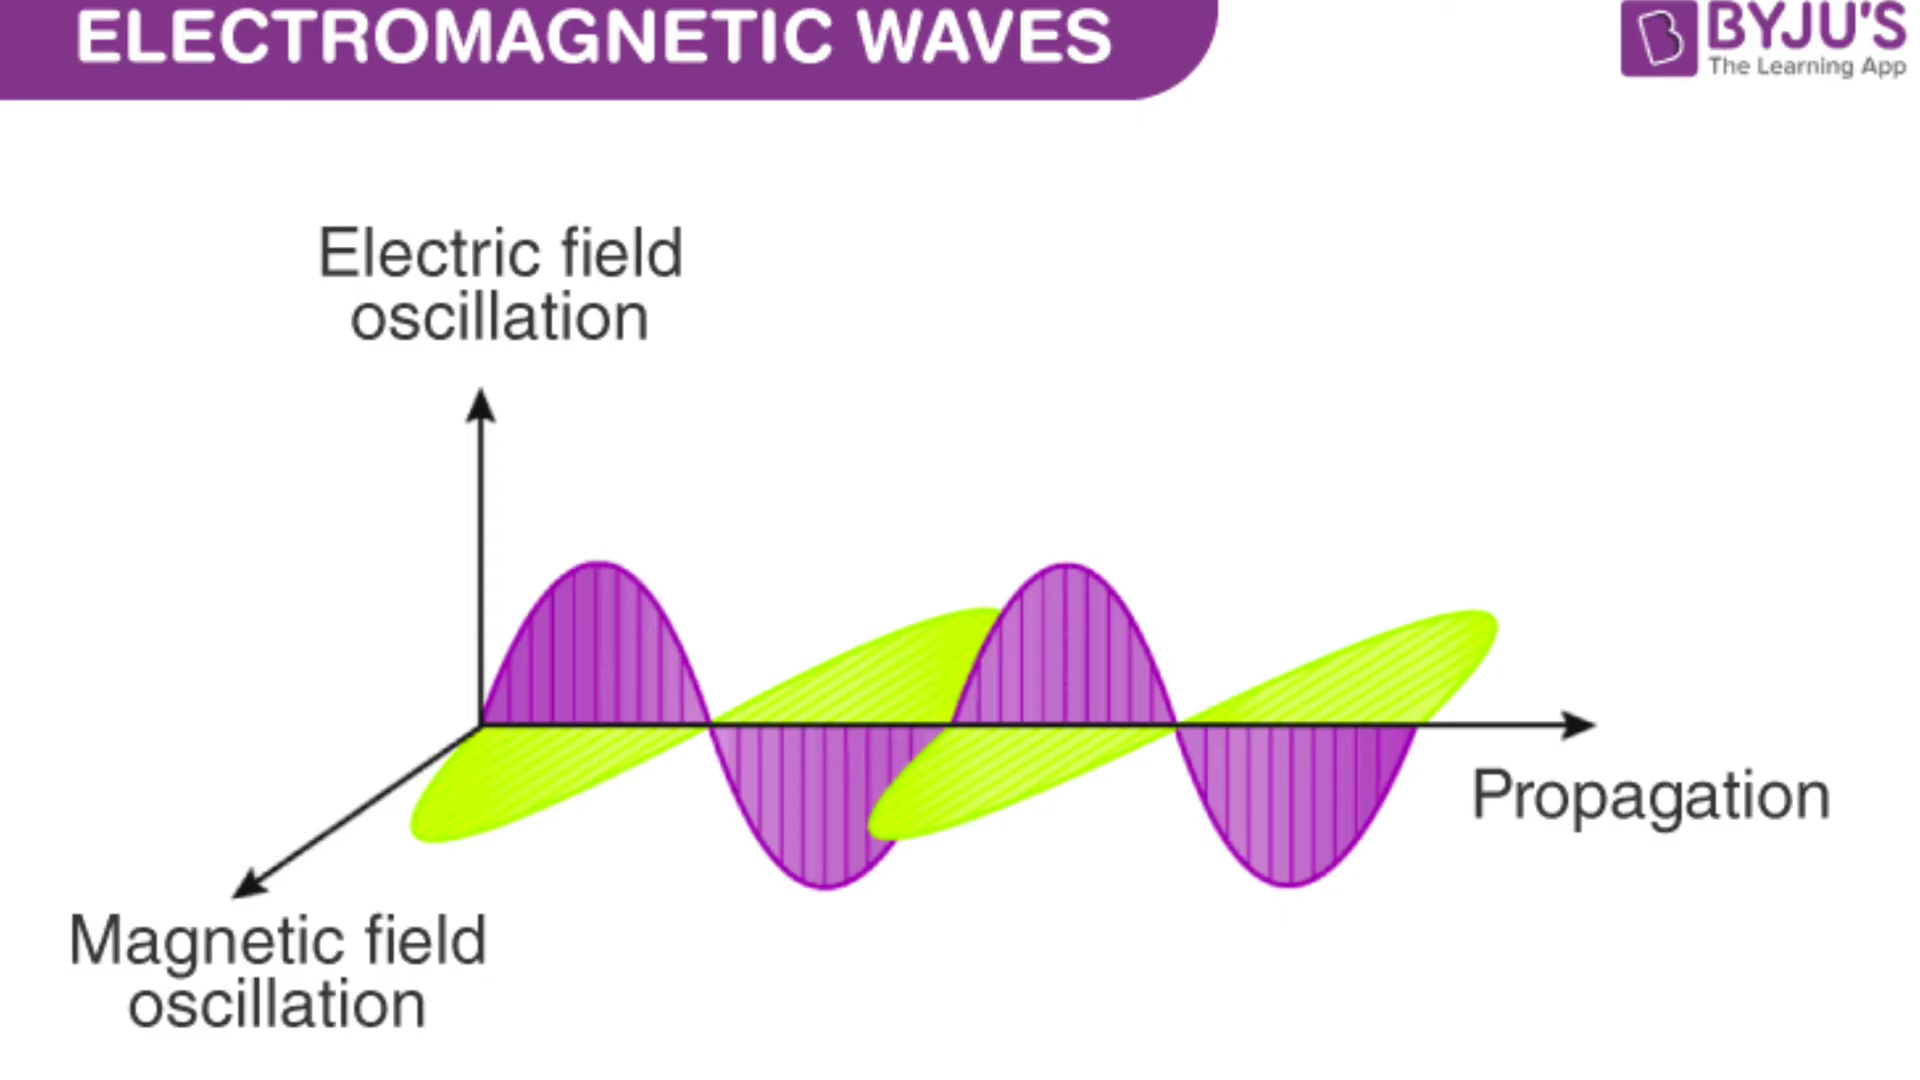 ELECTROMAGNETIC WAVES
BYJU'S
The Learning App
Electric field
oscillation
Propagation
Magnetic field
oscillation